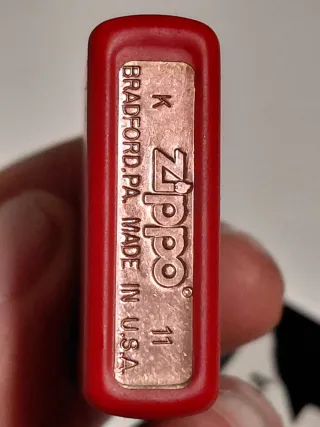 K Zippo © 11
BRADFORD,PA. MADE IN U.S.A